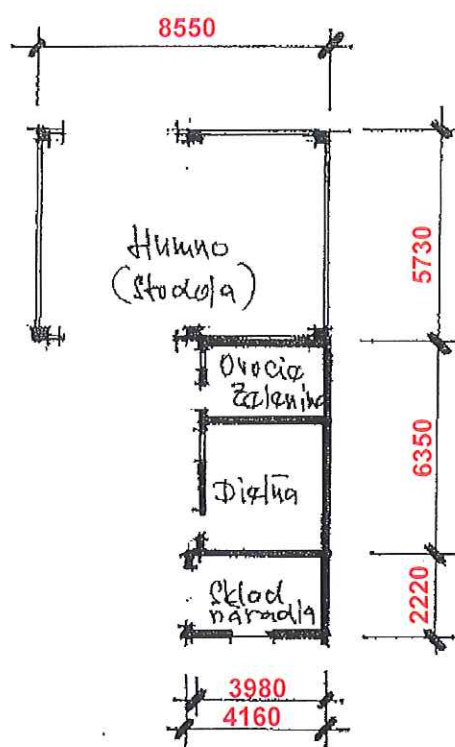 8550
Humno
(Stodola)
5730
Ovocie
Zelenina
6350
Dielňa
Sklad
náradia
2220
3980
4160